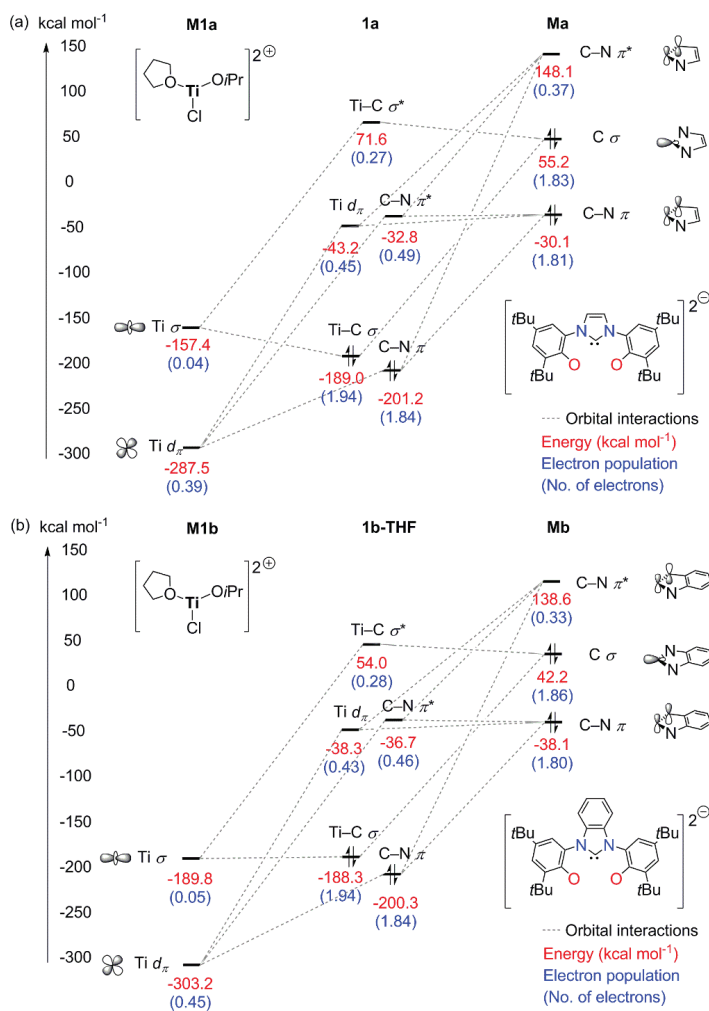 (a) kcal mol⁻¹ M1a 1a Ma
150
100
50
0
-50
-100
-150
-200
-250
-300
2⊕
O
Ti
OiPr
Cl
C–N π*
148.1
(0.37)
N
Ti–C σ*
71.6
(0.27)
C σ
55.2
(1.83)
N
N
Ti dπ
-43.2
(0.45)
C–N π*
-32.8
(0.49)
C–N π
-30.1
(1.81)
N
Ti σ
-157.4
(0.04)
Ti–C σ
-189.0
(1.94)
C–N π
-201.2
(1.84)
Ti dπ
-287.5
(0.39)
2⊖
tBu
N
N
tBu
O
O
tBu
tBu
Orbital interactions
Energy (kcal mol⁻¹)
Electron population
(No. of electrons)
(b) kcal mol⁻¹ M1b 1b-THF Mb
150
100
50
0
-50
-100
-150
-200
-250
-300
2⊕
O
Ti
OiPr
Cl
C–N π*
138.6
(0.33)
N
Ti–C σ*
54.0
(0.28)
C σ
42.2
(1.86)
N
N
Ti dπ
-38.3
(0.43)
C–N π*
-36.7
(0.46)
C–N π
-38.1
(1.80)
N
Ti σ
-189.8
(0.05)
Ti–C σ
-188.3
(1.94)
C–N π
-200.3
(1.84)
Ti dπ
-303.2
(0.45)
2⊖
tBu
N
N
tBu
O
O
tBu
tBu
Orbital interactions
Energy (kcal mol⁻¹)
Electron population
(No. of electrons)